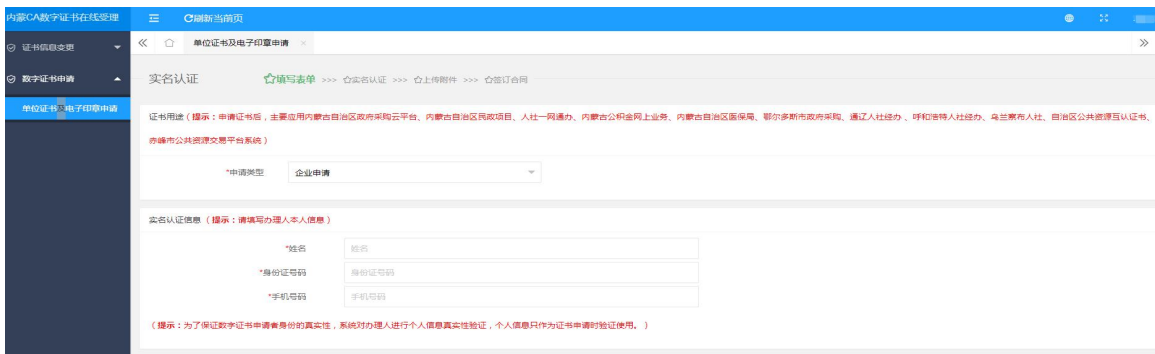 内蒙CA数字证书在线受理
刷新当前页
证书信息变更
单位证书及电子印章申请
数字证书申请
单位证书及电子印章申请
实名认证
填写表单 >>> 实名认证 >>> 上传附件 >>> 签订合同
证书用途（提示：申请证书后，主要应用内蒙古自治区政府采购云平台、内蒙古自治区民政项目、人社一网通办、内蒙古公积金网上业务、内蒙古自治区医保局、鄂尔多斯市政府采购、通辽人社经办、呼和浩特人社经办、乌兰察布人社、自治区公共资源互认证书、
赤峰市公共资源交易平台系统）
*申请类型 企业申请
实名认证信息（提示：请填写办理人本人信息）
*姓名 姓名
*身份证号码 身份证号码
*手机号码 手机号码
（提示：为了保证数字证书申请者身份的真实性，系统对办理人进行个人信息真实性验证，个人信息只作为证书申请时验证使用。）